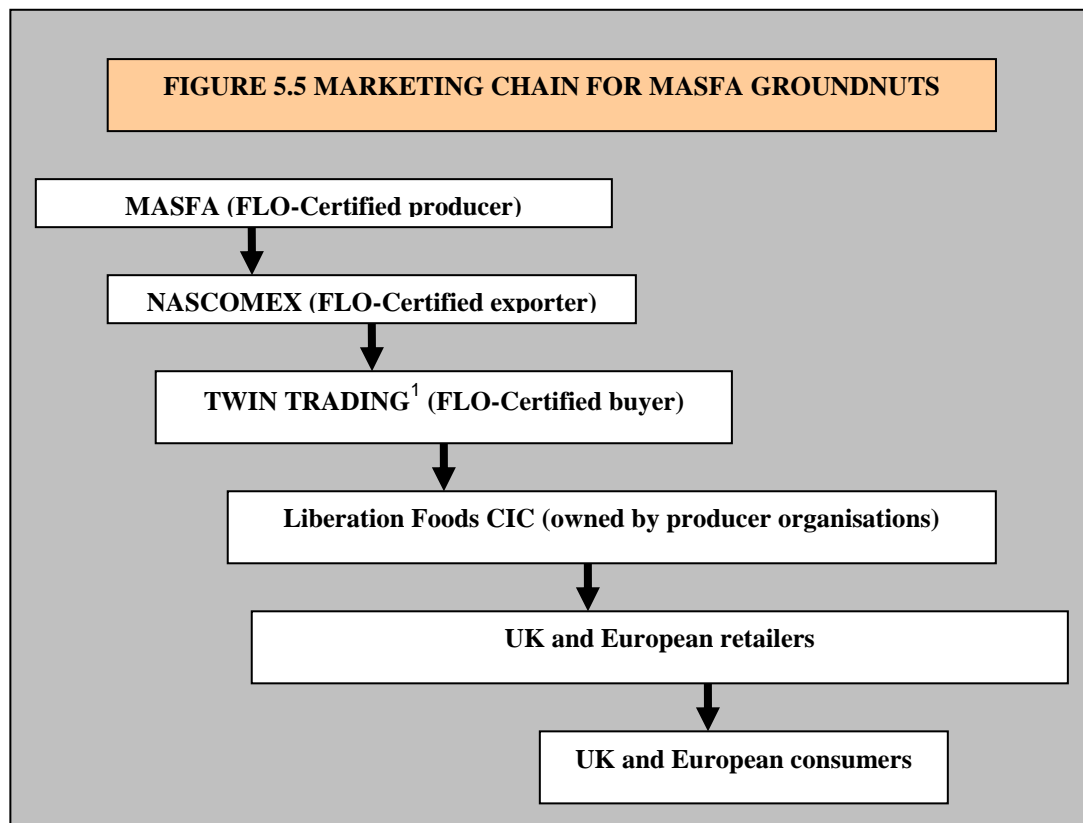 FIGURE 5.5 MARKETING CHAIN FOR MASFA GROUNDNUTS
MASFA (FLO-Certified producer)
NASCOMEX (FLO-Certified exporter)
TWIN TRADING¹ (FLO-Certified buyer)
Liberation Foods CIC (owned by producer organisations)
UK and European retailers
UK and European consumers